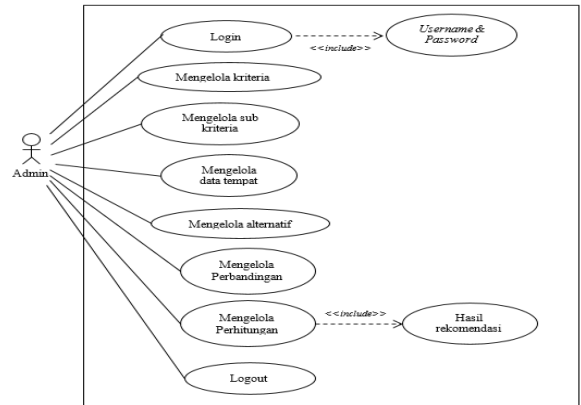 Login
<<include>>
Username &
Password
Mengelola kriteria
Mengelola sub
kriteria
Admin
Mengelola
data tempat
Mengelola alternatif
Mengelola
Perbandingan
Mengelola
Perhitungan
<<include>>
Hasil
rekomendasi
Logout